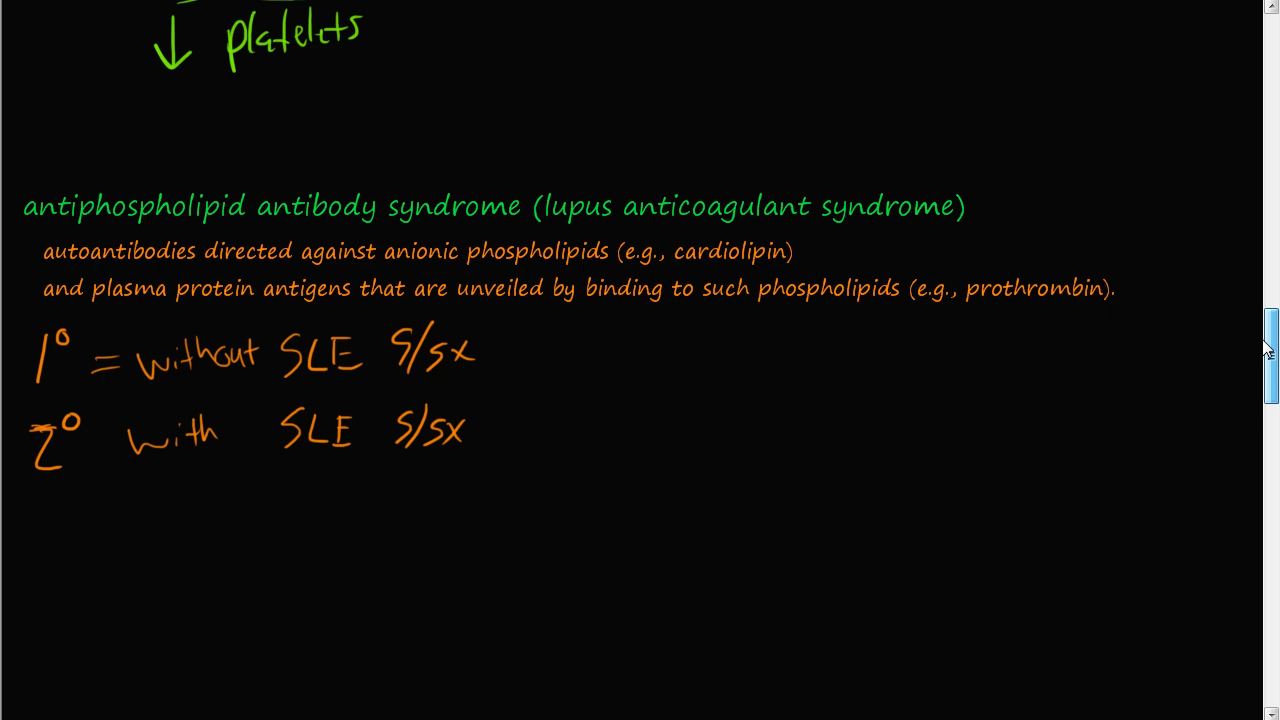 ↓ platelets
antiphospholipid antibody syndrome (lupus anticoagulant syndrome)
autoantibodies directed against anionic phospholipids (e.g., cardiolipin)
and plasma protein antigens that are unveiled by binding to such phospholipids (e.g., prothrombin).
1° = without SLE S/sx
2° with SLE S/sx